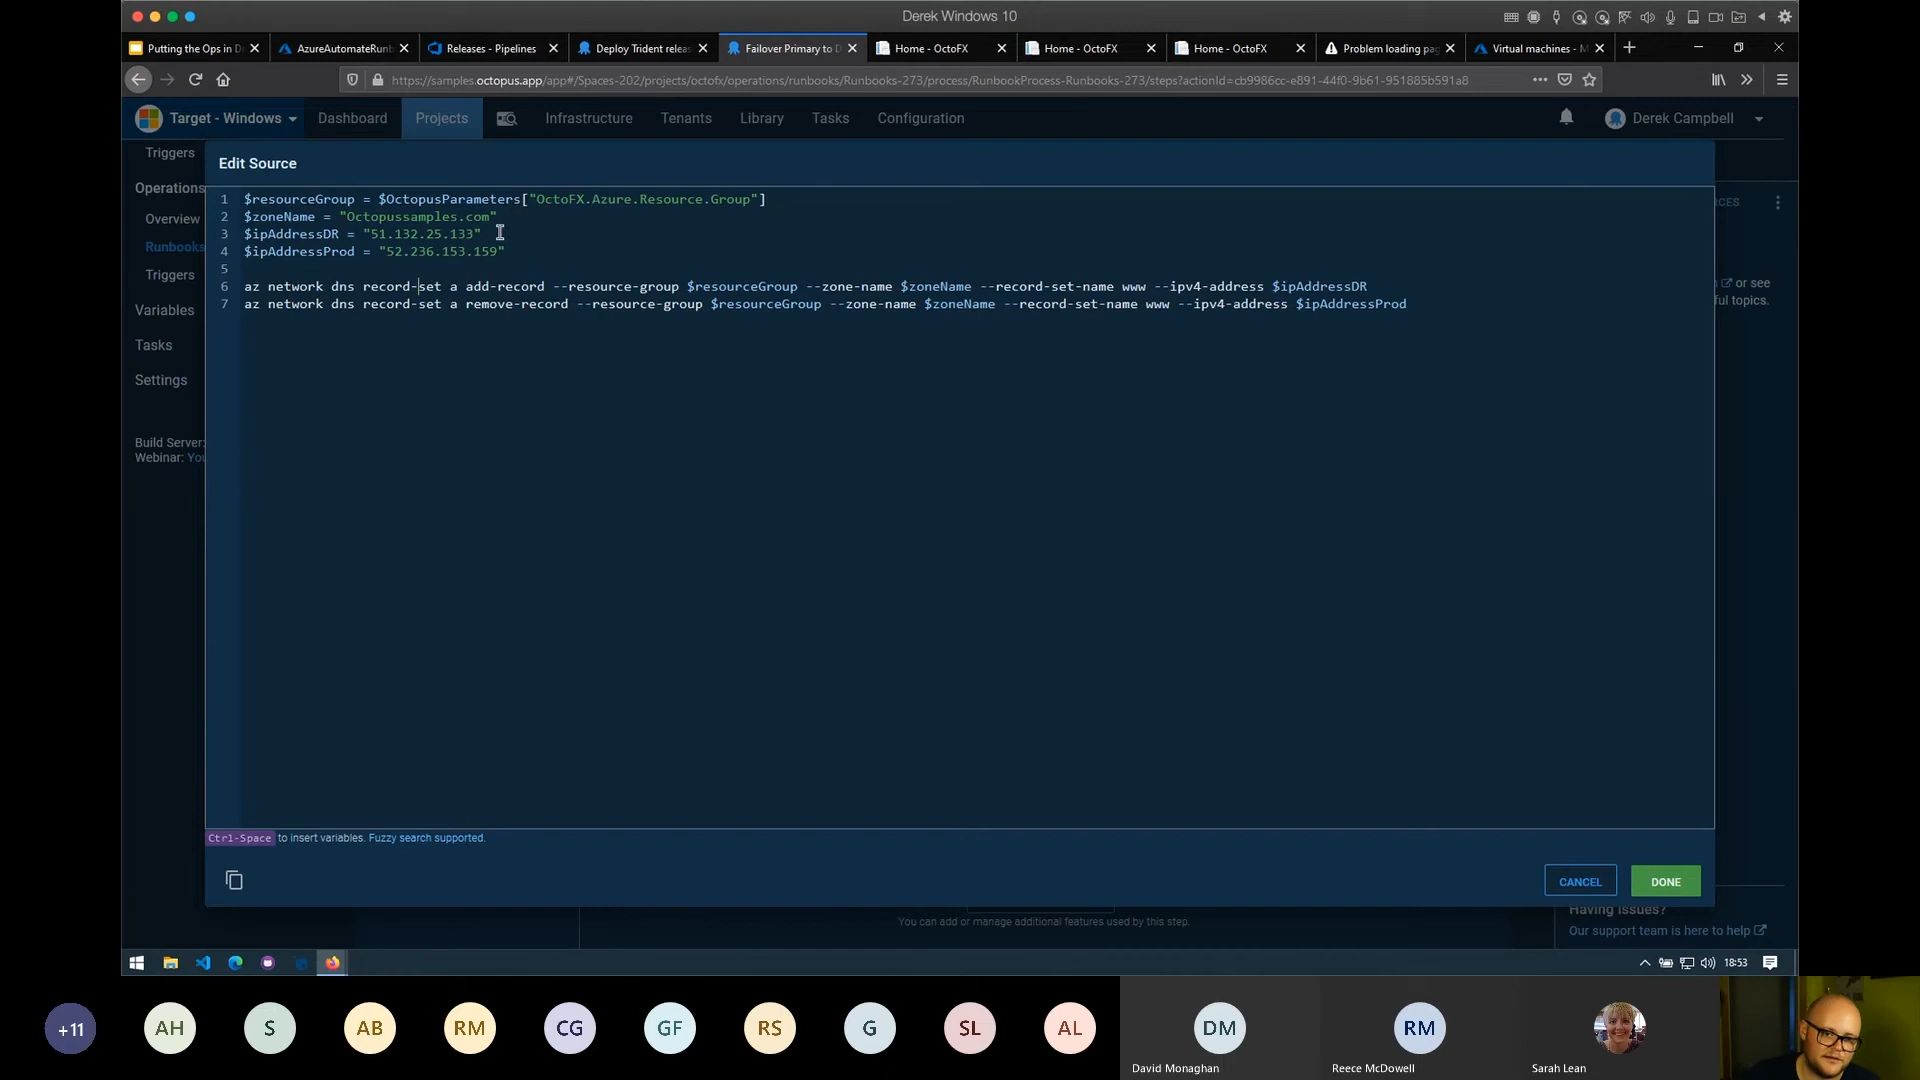 Derek Windows 10
Putting the Ops in D
AzureAutomateRunb
Releases - Pipelines
Deploy Trident releas
Failover Primary to D
Home - OctoFX
Home - OctoFX
Home - OctoFX
Problem loading pag
Virtual machines - M
https://samples.octopus.app/app#/Spaces-202/projects/octofx/operations/runbooks/Runbooks-273/process/RunbookProcess-Runbooks-273/steps?actionId=cb9986cc-e891-44f0-9b61-951885b591a8
Target - Windows
Dashboard
Projects
Infrastructure
Tenants
Library
Tasks
Configuration
Derek Campbell
Triggers
Operations
Overview
Runbooks
Triggers
Variables
Tasks
Settings
Build Server:
Webinar: You
Edit Source
1 $resourceGroup = $OctopusParameters["OctoFX.Azure.Resource.Group"]
2 $zoneName = "Octopussamples.com"
3 $ipAddressDR = "51.132.25.133"
4 $ipAddressProd = "52.236.153.159"
5
6 az network dns record-set a add-record --resource-group $resourceGroup --zone-name $zoneName --record-set-name www --ipv4-address $ipAddressDR
7 az network dns record-set a remove-record --resource-group $resourceGroup --zone-name $zoneName --record-set-name www --ipv4-address $ipAddressProd
RCES
or see
ful topics.
Ctrl-Space to insert variables. Fuzzy search supported.
CANCEL
DONE
You can add or manage additional features used by this step.
Having issues?
Our support team is here to help
18:53
+11
AH
S
AB
RM
CG
GF
RS
G
SL
AL
DM
David Monaghan
RM
Reece McDowell
Sarah Lean